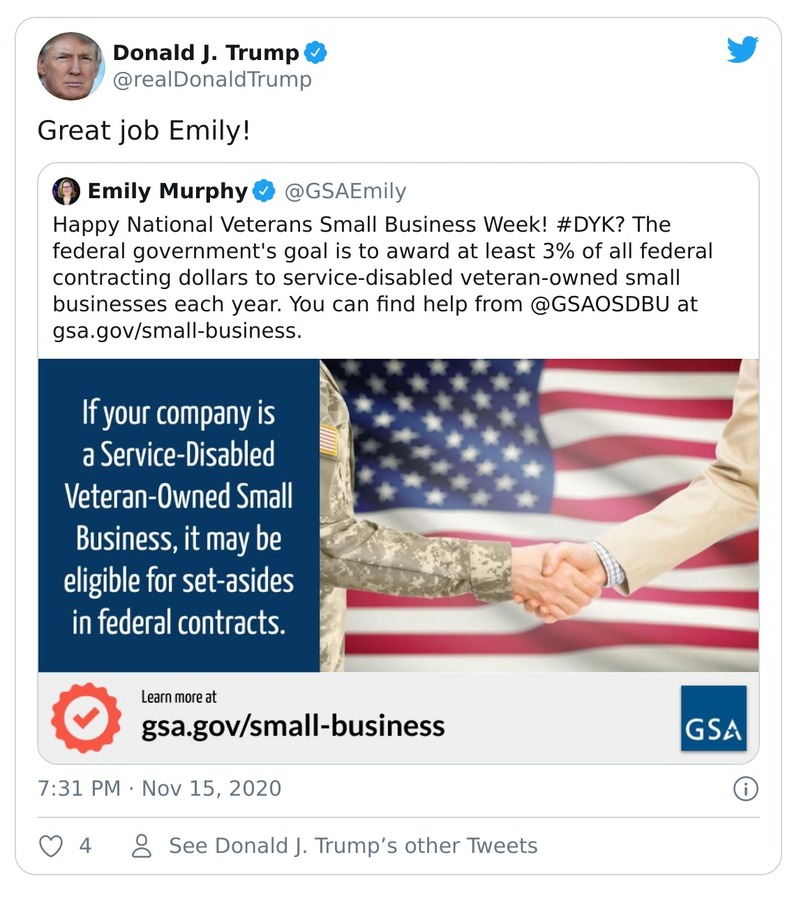 Donald J. Trump
@realDonaldTrump
Great job Emily!
Emily Murphy @GSAEmily
Happy National Veterans Small Business Week! #DYK? The
federal government's goal is to award at least 3% of all federal
contracting dollars to service-disabled veteran-owned small
businesses each year. You can find help from @GSAOSDBU at
gsa.gov/small-business.
If your company is
a Service-Disabled
Veteran-Owned Small
Business, it may be
eligible for set-asides
in federal contracts.
Learn more at
gsa.gov/small-business
GSA
7:31 PM · Nov 15, 2020
4 See Donald J. Trump’s other Tweets